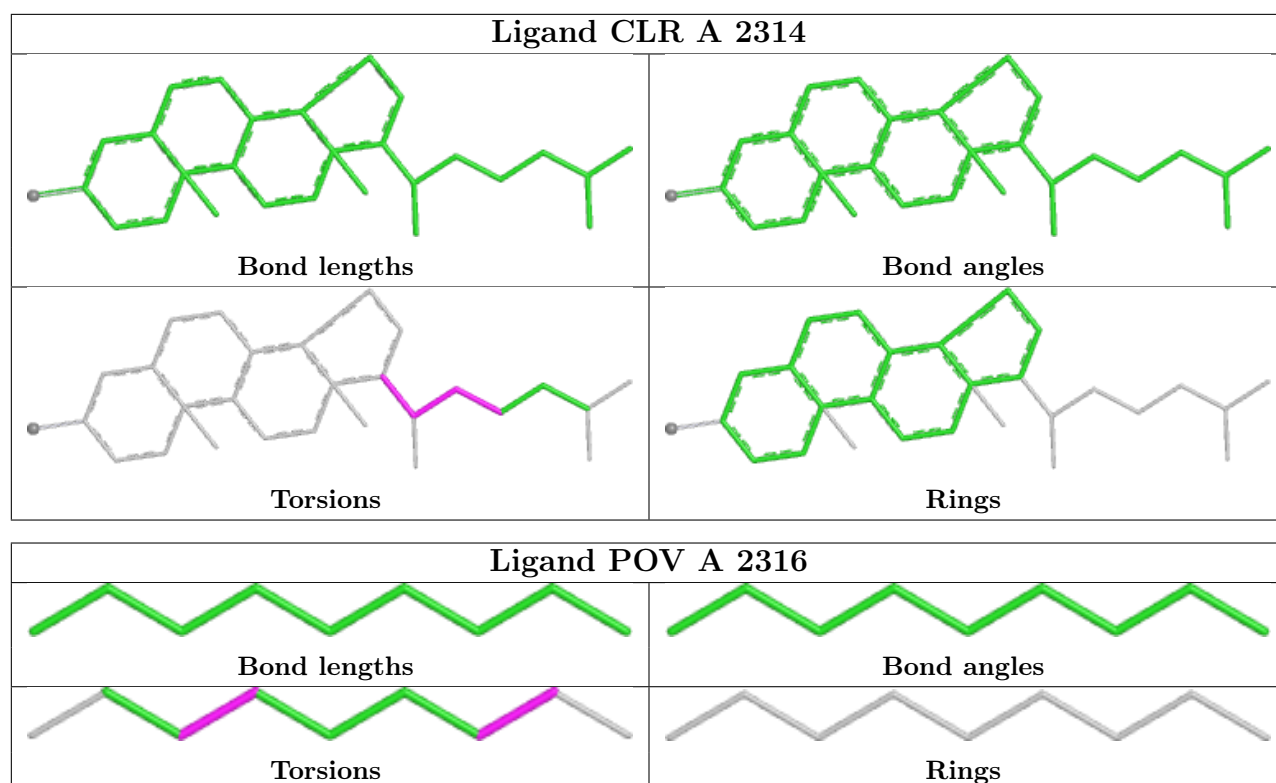 Ligand CLR A 2314
Bond lengths
Bond angles
Torsions
Rings
Ligand POV A 2316
Bond lengths
Bond angles
Torsions
Rings